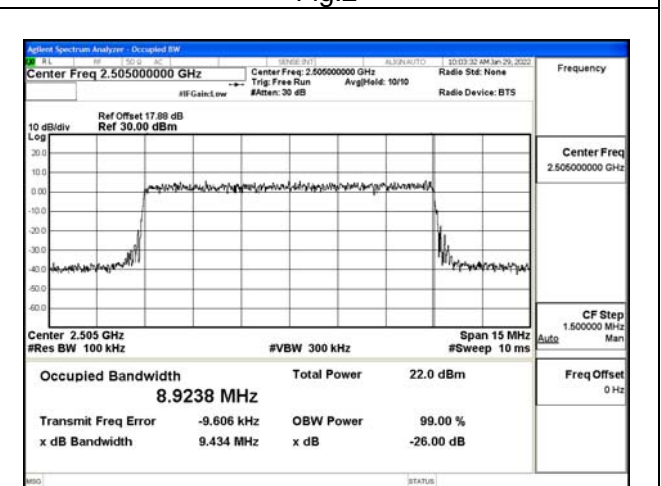 Fig.2
Agilent Spectrum Analyzer - Occupied BW
RL RF 50 Ω AC SENSE:INT ALIGN AUTO 10:03:32 AM Jan 29, 2022
Center Freq 2.505000000 GHz
Center Freq: 2.505000000 GHz
Radio Std: None
Trig: Free Run Avg|Hold: 10/10
#IFGain:Low #Atten: 30 dB Radio Device: BTS
Ref Offset 17.88 dB
10 dB/div Ref 30.00 dBm
Log
20.0
10.0
0.00
-10.0
-20.0
-30.0
-40.0
-50.0
-60.0
Center 2.505 GHz Span 15 MHz
#Res BW 100 kHz #VBW 300 kHz #Sweep 10 ms
Occupied Bandwidth Total Power 22.0 dBm
8.9238 MHz
Transmit Freq Error -9.606 kHz OBW Power 99.00 %
x dB Bandwidth 9.434 MHz x dB -26.00 dB
MSG STATUS
Frequency
Center Freq
2.505000000 GHz
CF Step
1.500000 MHz
Auto Man
Freq Offset
0 Hz